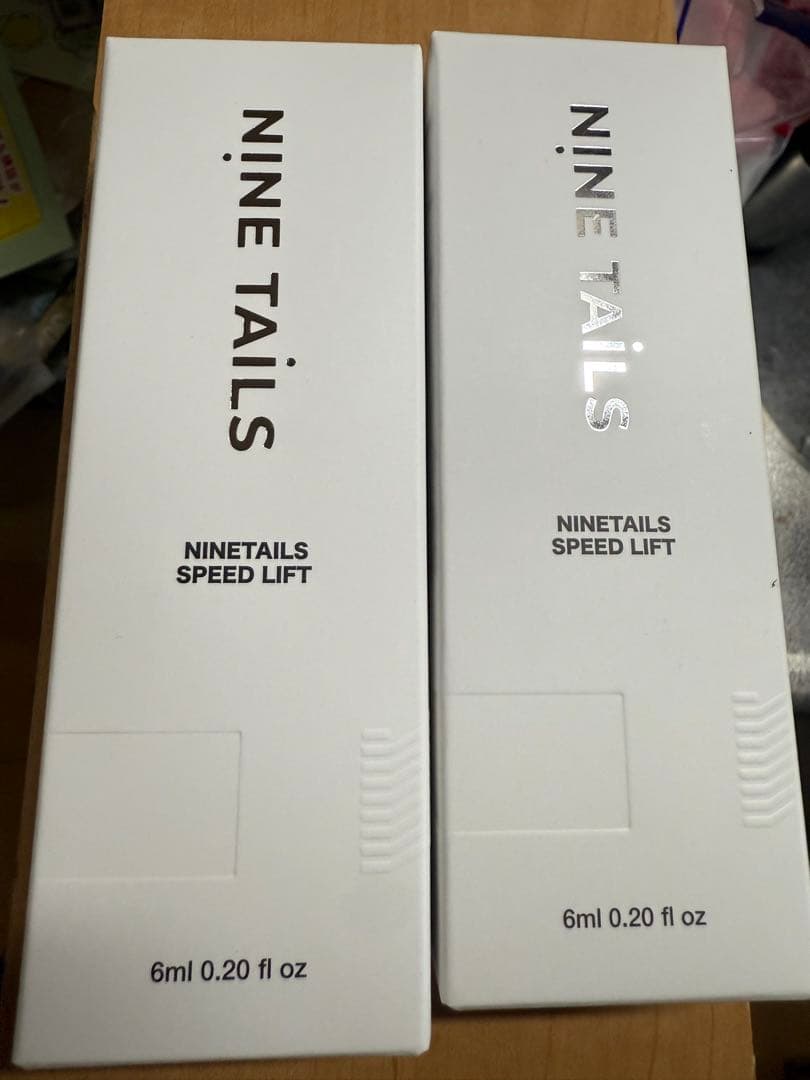 NINE TAILS
NINETAILS
SPEED LIFT
6ml 0.20 fl oz
NINE TAILS
NINETAILS
SPEED LIFT
6ml 0.20 fl oz